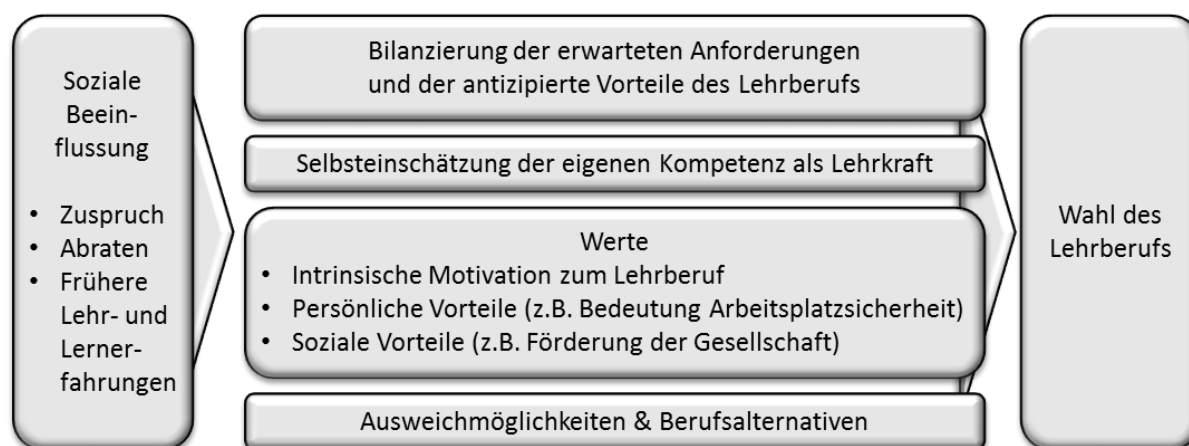 Soziale
Beein-
flussung
• Zuspruch
• Abraten
• Frühere
Lehr- und
Lerner-
fahrungen
Bilanzierung der erwarteten Anforderungen
und der antizipierte Vorteile des Lehrberufs
Selbsteinschätzung der eigenen Kompetenz als Lehrkraft
Werte
• Intrinsische Motivation zum Lehrberuf
• Persönliche Vorteile (z.B. Bedeutung Arbeitsplatzsicherheit)
• Soziale Vorteile (z.B. Förderung der Gesellschaft)
Ausweichmöglichkeiten & Berufsalternativen
Wahl des
Lehrberufs